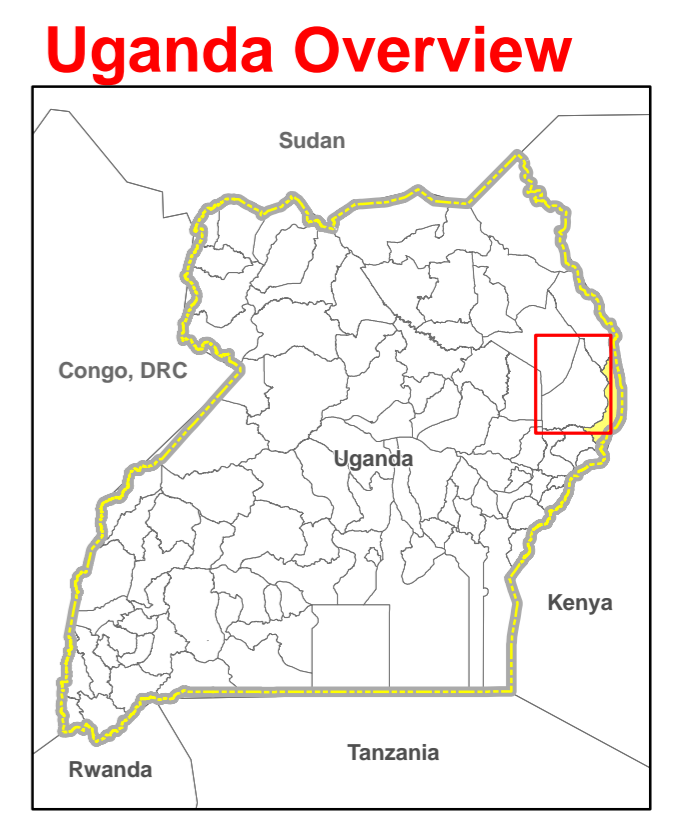 Uganda Overview
Sudan
Congo, DRC
Uganda
Kenya
Tanzania
Rwanda